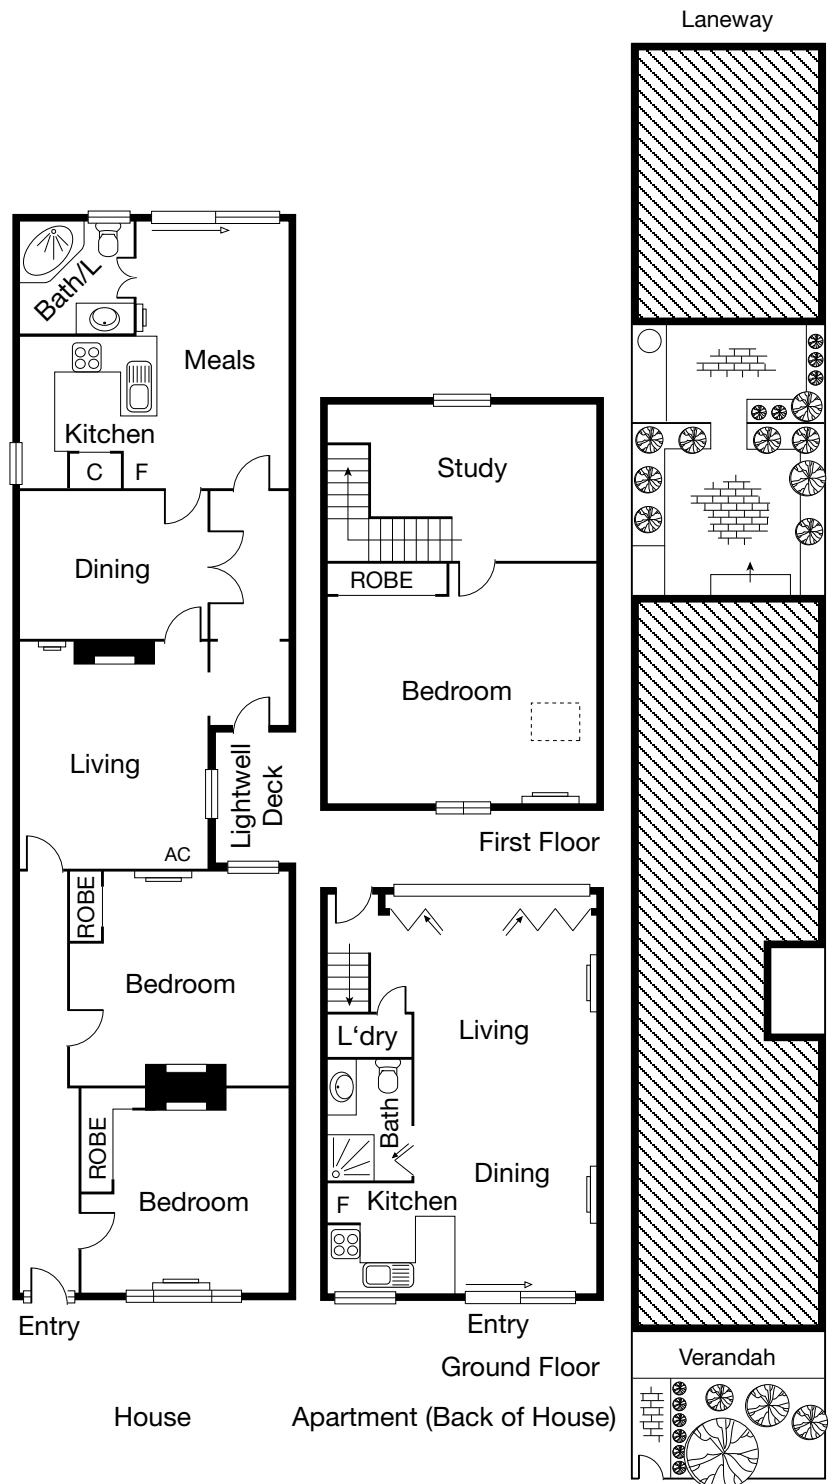 Laneway
Bath/L
Meals
Kitchen
C
F
Dining
Living
AC
Lightwell
Deck
ROBE
Bedroom
ROBE
Bedroom
Entry
House
Study
ROBE
Bedroom
First Floor
L‘dry
Living
Bath
Dining
F
Kitchen
Entry
Ground Floor
Apartment (Back of House)
Verandah